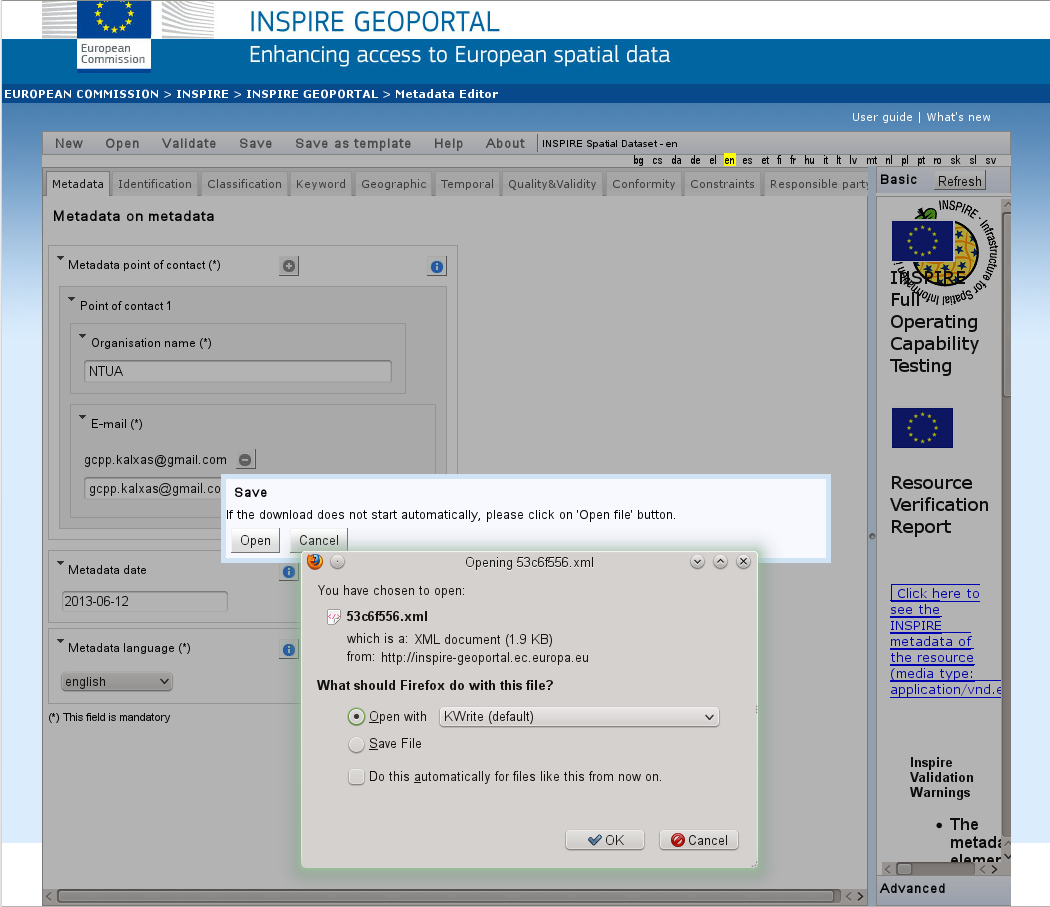 European
Commission
INSPIRE GEOPORTAL
Enhancing access to European spatial data
EUROPEAN COMMISSION > INSPIRE > INSPIRE GEOPORTAL > Metadata Editor
User guide | What's new
New Open Validate Save Save as template Help About INSPIRE Spatial Dataset - en
bg cs da de el en es et fi fr hu it lt lv mt nl pl pt ro sk sl sv
Metadata Identification Classification Keyword Geographic Temporal Quality&Validity Conformity Constraints Responsible party
Basic Refresh
Metadata on metadata
Metadata point of contact (*)
Point of contact 1
Organisation name (*)
NTUA
E-mail (*)
gcpp.kalxas@gmail.com
gcpp.kalxas@gmail.co
Metadata date
2013-06-12
Metadata language (*)
english
(*) This field is mandatory
Save
If the download does not start automatically, please click on 'Open file' button.
Open Cancel
Opening 53c6f556.xml
You have chosen to open:
53c6f556.xml
which is a: XML document (1.9 KB)
from: http://inspire-geoportal.ec.europa.eu
What should Firefox do with this file?
Open with KWrite (default)
Save File
Do this automatically for files like this from now on.
OK Cancel
INSPIRE - Infrastructure for Spatial Information i
INSPIRE
Full
Operating
Capability
Testing
Resource
Verification
Report
Click here to
see the
INSPIRE
metadata of
the resource
(media type:
application/vnd.e
Inspire
Validation
Warnings
• The
metada
elemer
Advanced